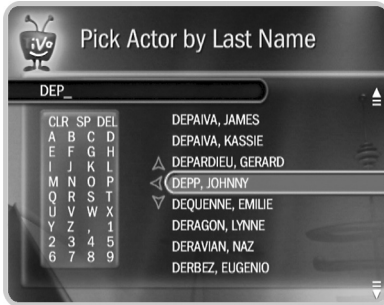 TiVo
Pick Actor by Last Name
DEP_
CLR SP DEL
A B C D
E F G H
I J K L
M N O P
Q R S T
U V W X
Y Z , 1
2 3 4 5
6 7 8 9
DEPAIVA, JAMES
DEPAIVA, KASSIE
DEPARDIEU, GERARD
DEPP, JOHNNY
DEQUENNE, EMILIE
DERAGON, LYNNE
DERAVIAN, NAZ
DERBEZ, EUGENIO